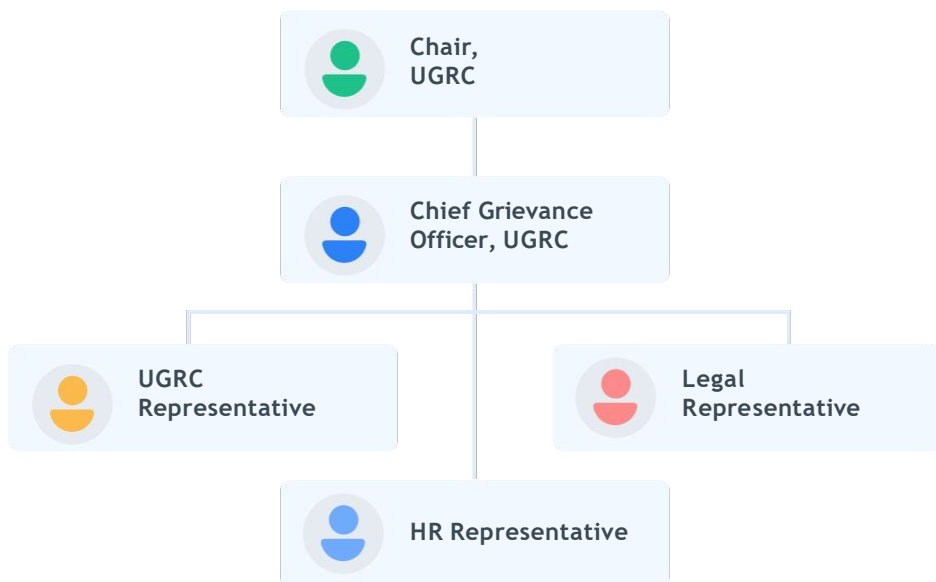 Chair,
UGRC
Chief Grievance
Officer, UGRC
UGRC
Representative
Legal
Representative
HR Representative